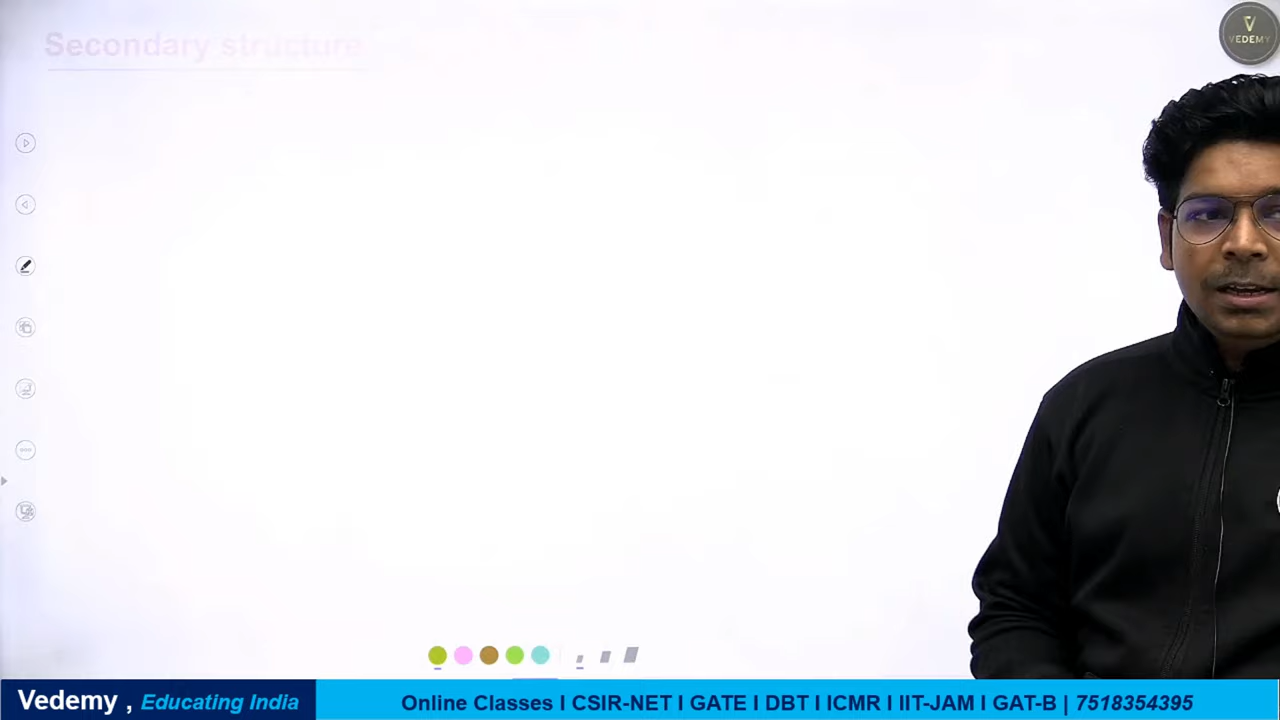 Secondary structure
VEDEMY
Vedemy , Educating India
Online Classes I CSIR-NET I GATE I DBT I ICMR I IIT-JAM I GAT-B | 7518354395